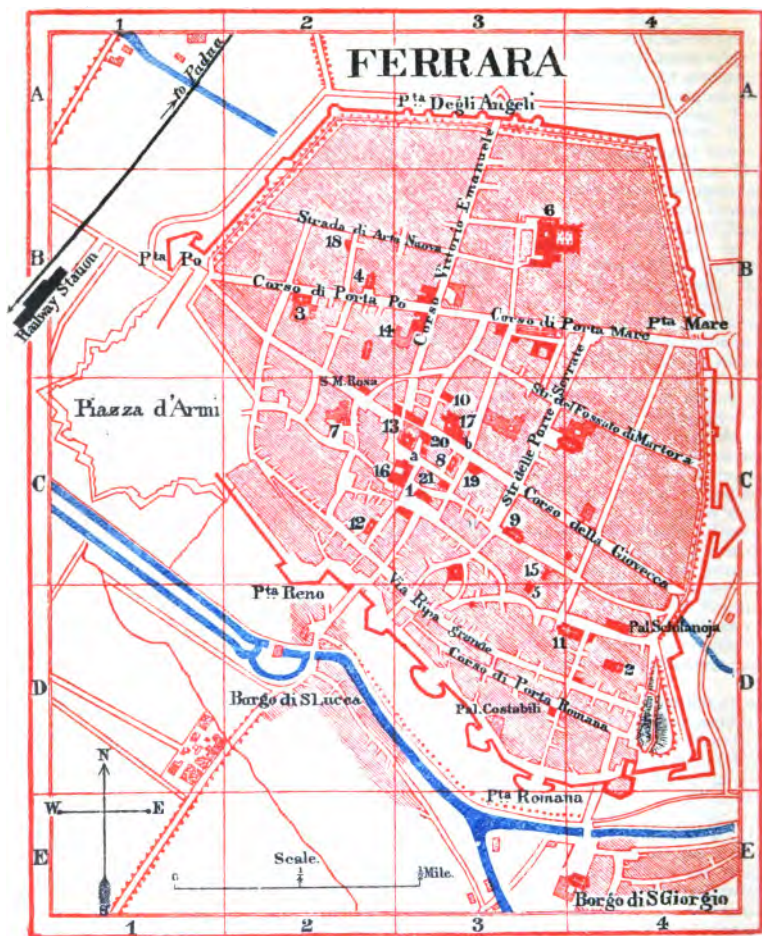 1 2 3 4
FERRARA
A A
to Padua
Pta Degli Angeli
Corso Vittorio Emanuele
6
Strada di Arta Nuova
18
B B
Pta Po
4
Railway Station
Corso di Porta Po
3
Corso di Porta Mare
Pta Mare
14
Str. delle Porte Serrate
S.M.Rosa
10
Str. del Fossato di Martora
Piazza d'Armi
13
17
7
20 b
a 8
C C
16
21 19
1
Corso della Giovecca
12
9
15
5
Pta Reno
Via Ripa grande
Pal. Schifanoja
11
2
D D
Corso di Porta Romana
Borgo di S Lucca
Pal. Costabili
N
Pta Romana
W E
E E
Scale.
0 ¼ ½ Mile.
S
Borgo di S Giorgio
1 2 3 4